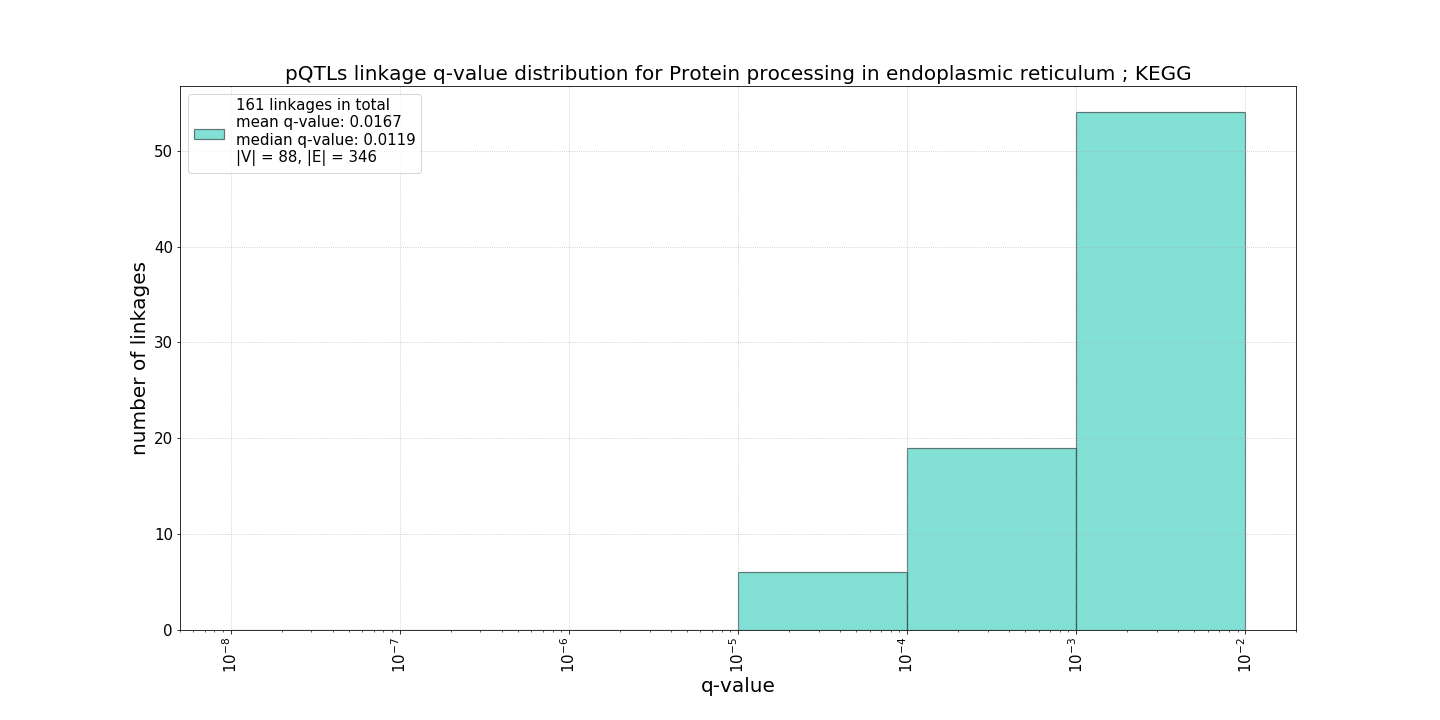 pQTLs linkage q-value distribution for Protein processing in endoplasmic reticulum ; KEGG
161 linkages in total
mean q-value: 0.0167
median q-value: 0.0119
|V| = 88, |E| = 346
number of linkages
50
40
30
20
10
0
10⁻⁸
10⁻⁷
10⁻⁶
10⁻⁵
10⁻⁴
10⁻³
10⁻²
q-value